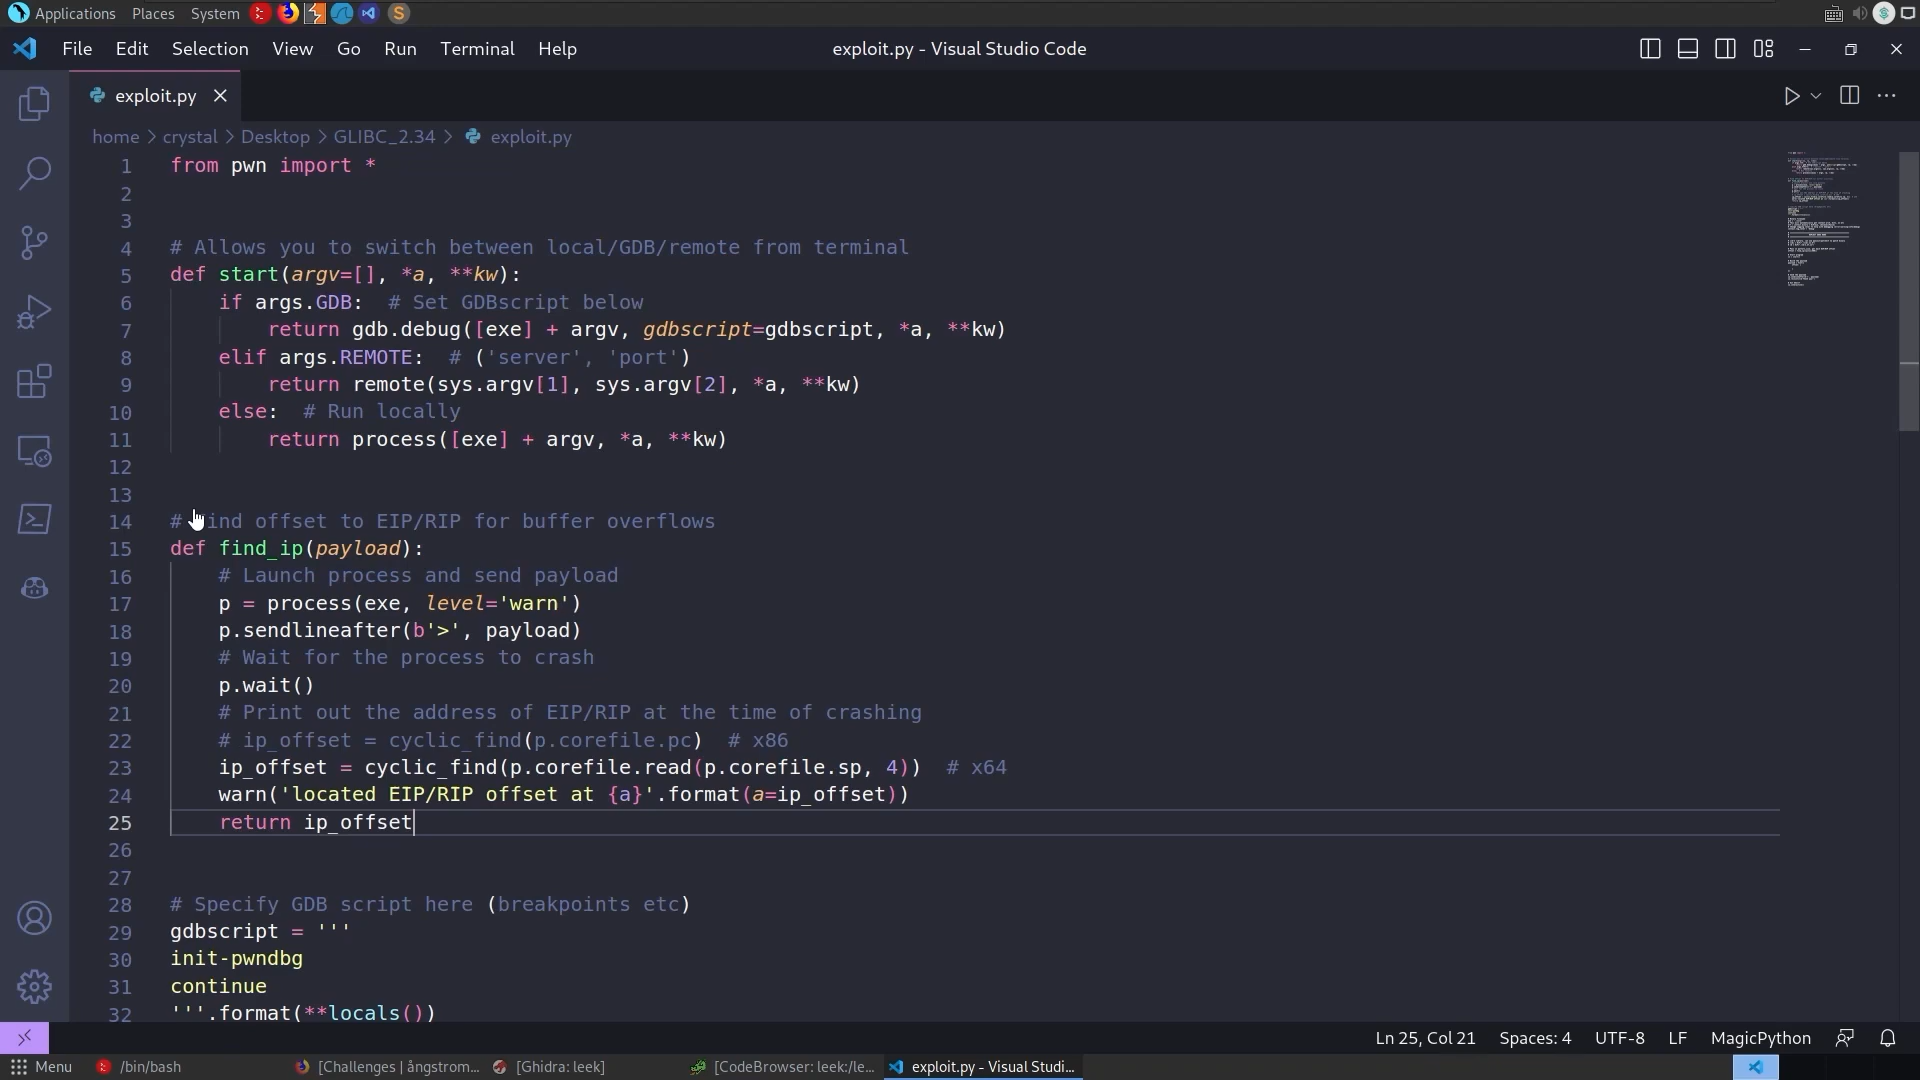 Applications Places System
File Edit Selection View Go Run Terminal Help
exploit.py - Visual Studio Code
exploit.py
home > crystal > Desktop > GLIBC_2.34 > exploit.py
1 from pwn import *
2
3
4 # Allows you to switch between local/GDB/remote from terminal
5 def start(argv=[], *a, **kw):
6     if args.GDB:  # Set GDBscript below
7         return gdb.debug([exe] + argv, gdbscript=gdbscript, *a, **kw)
8     elif args.REMOTE:  # ('server', 'port')
9         return remote(sys.argv[1], sys.argv[2], *a, **kw)
10     else:  # Run locally
11         return process([exe] + argv, *a, **kw)
12
13
14 # ind offset to EIP/RIP for buffer overflows
15 def find_ip(payload):
16     # Launch process and send payload
17     p = process(exe, level='warn')
18     p.sendlineafter(b'>', payload)
19     # Wait for the process to crash
20     p.wait()
21     # Print out the address of EIP/RIP at the time of crashing
22     # ip_offset = cyclic_find(p.corefile.pc)  # x86
23     ip_offset = cyclic_find(p.corefile.read(p.corefile.sp, 4))  # x64
24     warn('located EIP/RIP offset at {a}'.format(a=ip_offset))
25     return ip_offset
26
27
28 # Specify GDB script here (breakpoints etc)
29 gdbscript = '''
30 init-pwndbg
31 continue
32 '''.format(**locals())
Ln 25, Col 21 Spaces: 4 UTF-8 LF MagicPython
Menu /bin/bash [Challenges | ångstrom... [Ghidra: leek] [CodeBrowser: leek:/le... exploit.py - Visual Studi...